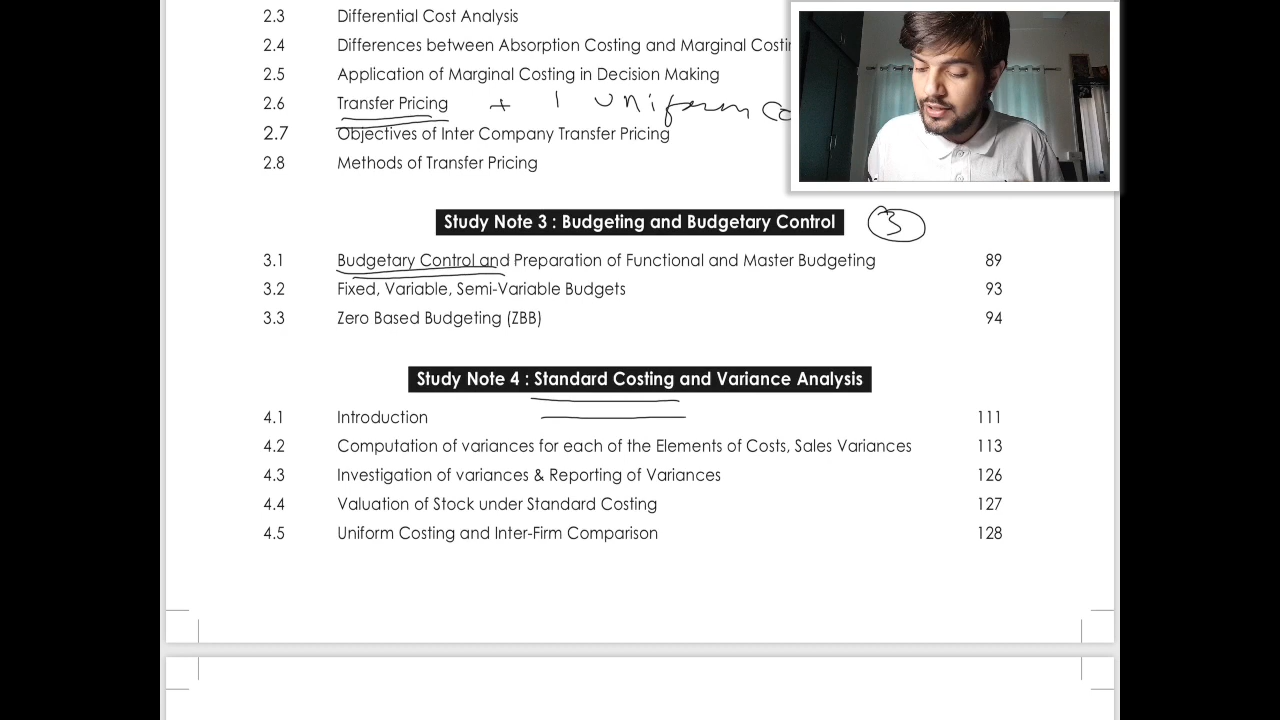 2.3 Differential Cost Analysis
2.4 Differences between Absorption Costing and Marginal
2.5 Application of Marginal Costing in Decision Making
2.6 Transfer Pricing + 1 uniform
2.7 Objectives of Inter Company Transfer Pricing
2.8 Methods of Transfer Pricing
Study Note 3 : Budgeting and Budgetary Control 3
3.1 Budgetary Control and Preparation of Functional and Master Budgeting 89
3.2 Fixed, Variable, Semi-Variable Budgets 93
3.3 Zero Based Budgeting (ZBB) 94
Study Note 4 : Standard Costing and Variance Analysis
4.1 Introduction 111
4.2 Computation of variances for each of the Elements of Costs, Sales Variances 113
4.3 Investigation of variances & Reporting of Variances 126
4.4 Valuation of Stock under Standard Costing 127
4.5 Uniform Costing and Inter-Firm Comparison 128